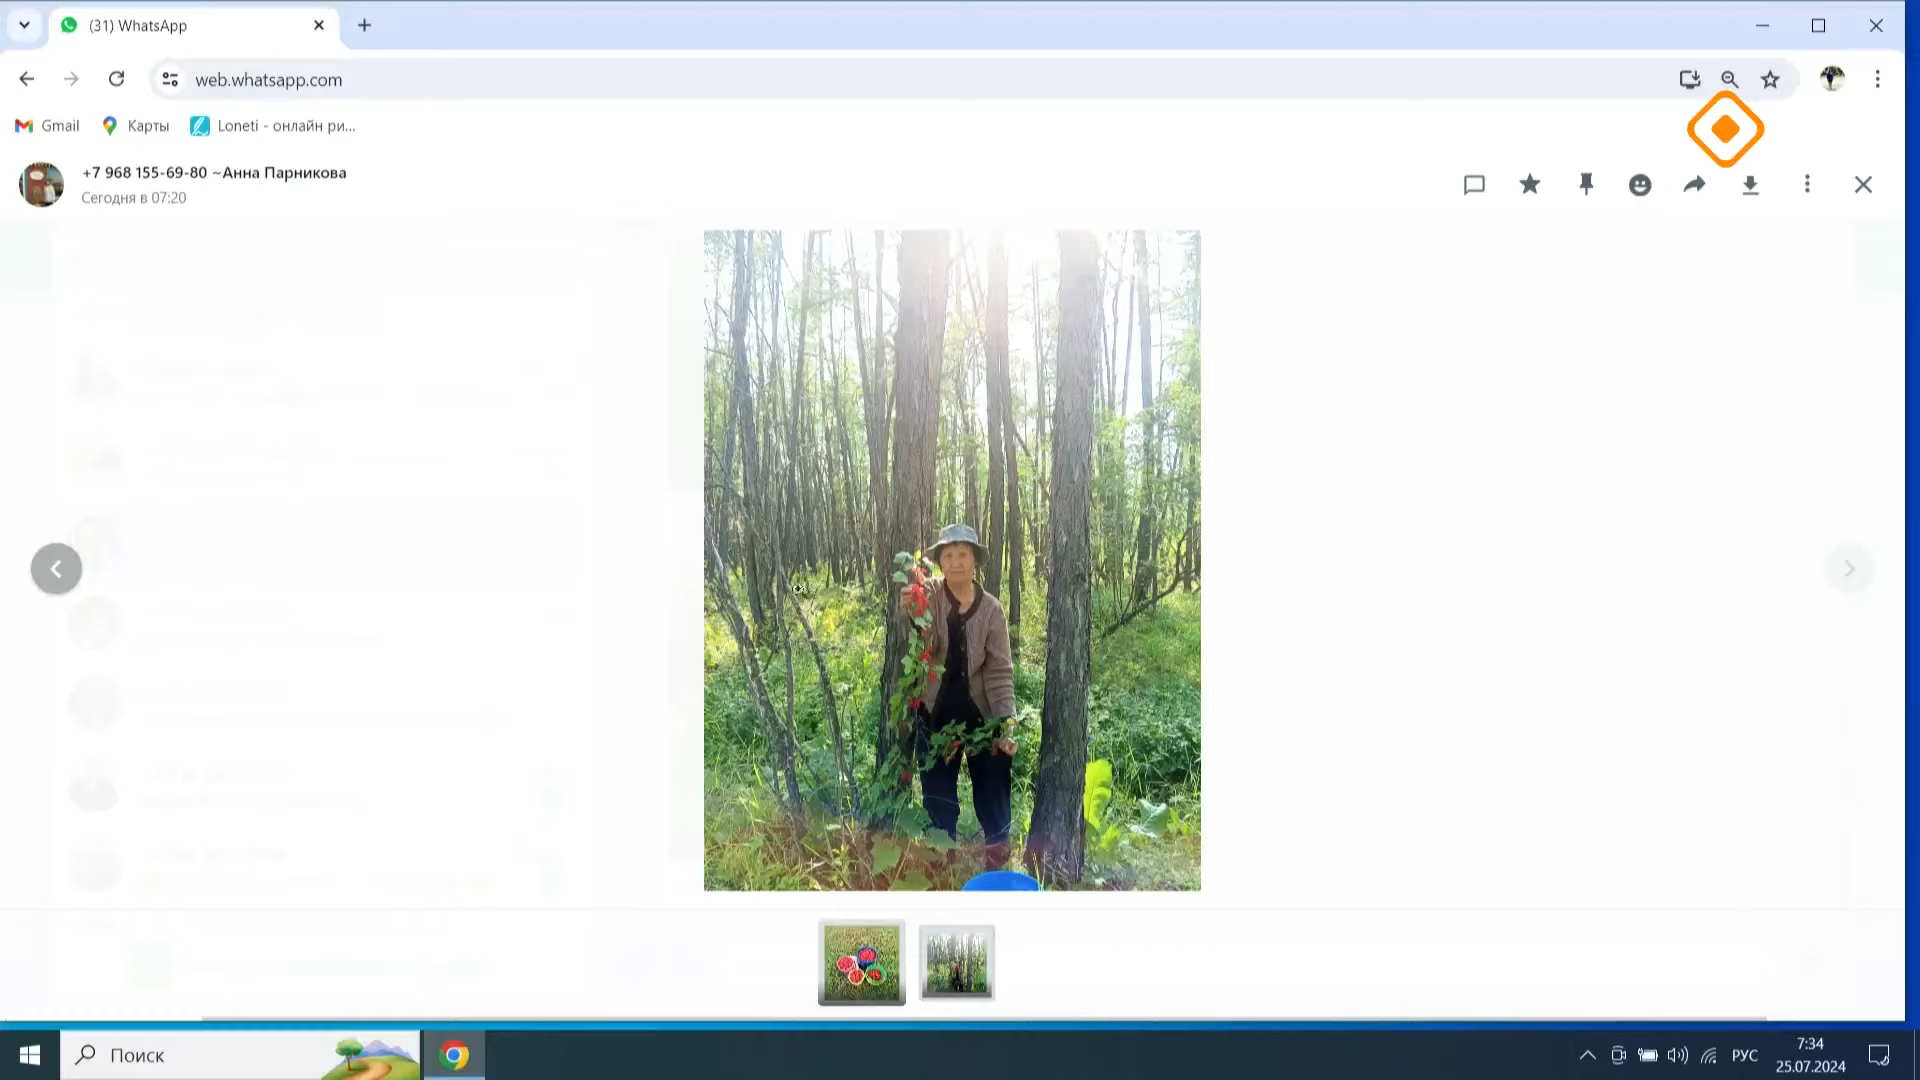 (31) WhatsApp
web.whatsapp.com
Gmail
Карты
Loneti - онлайн ри...
+7 968 155-69-80 ~Анна Парникова
Сегодня в 07:20
Поиск
РУС
7:34
25.07.2024